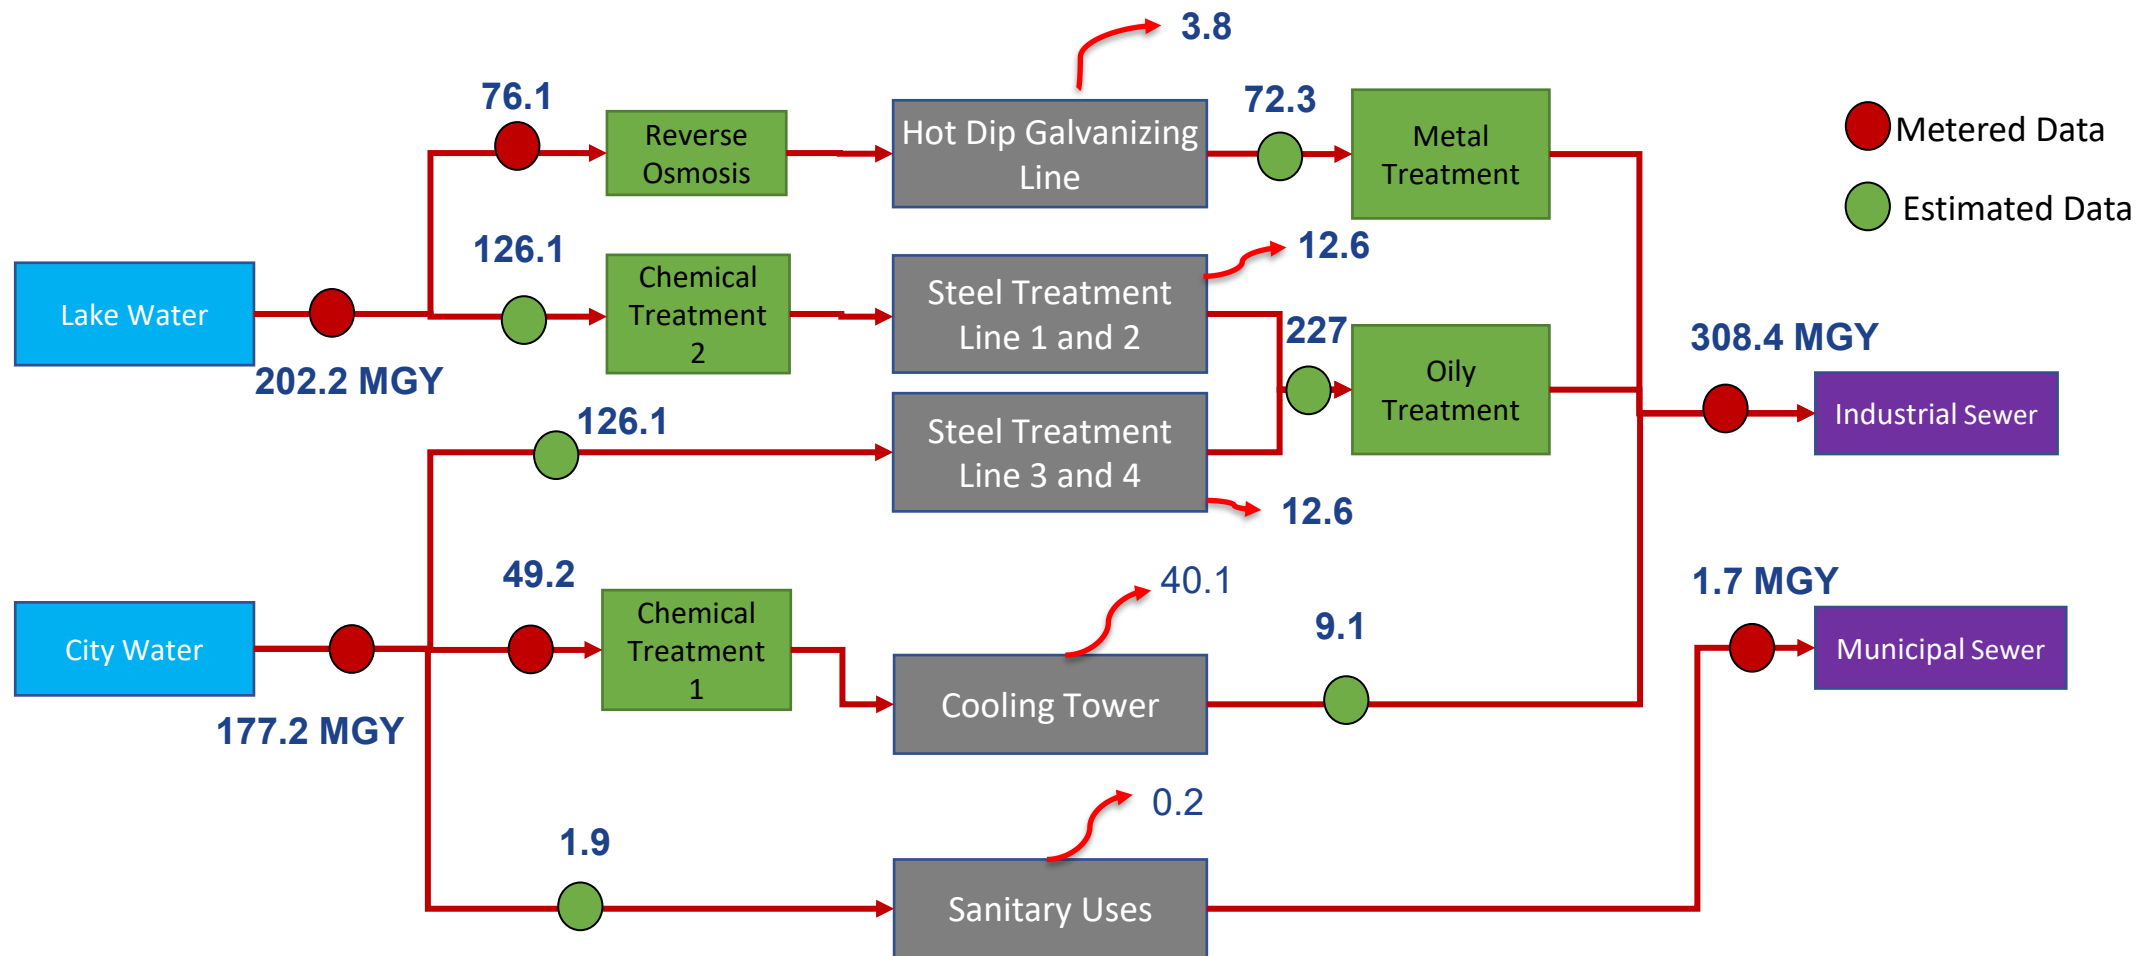 3.8
76.1
72.3
Reverse
Osmosis
Hot Dip Galvanizing
Line
Metal
Treatment
Metered Data
Estimated Data
126.1
12.6
Lake Water
Chemical
Treatment
2
Steel Treatment
Line 1 and 2
227
308.4 MGY
202.2 MGY
Oily
Treatment
126.1
Steel Treatment
Line 3 and 4
Industrial Sewer
12.6
49.2
40.1
1.7 MGY
City Water
Chemical
Treatment
1
9.1
Municipal Sewer
177.2 MGY
Cooling Tower
0.2
1.9
Sanitary Uses